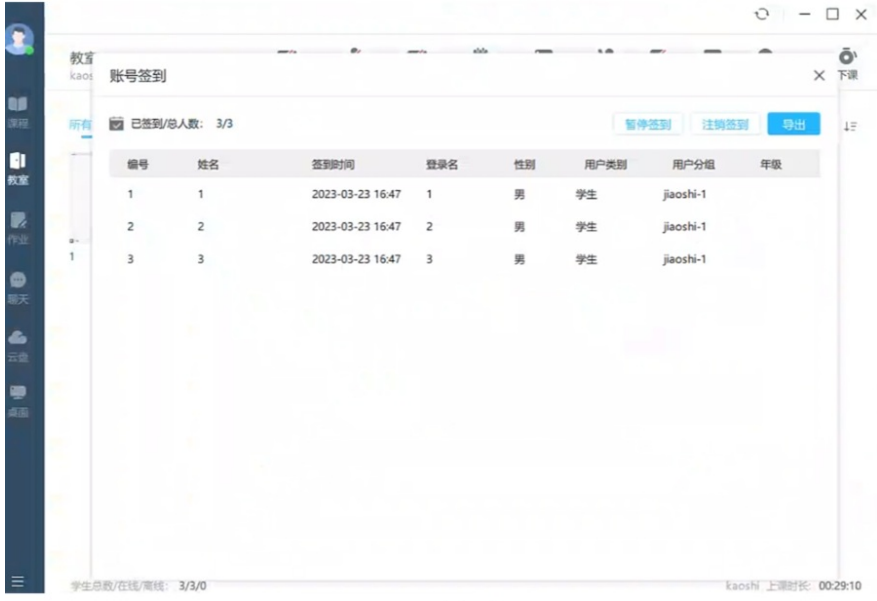 教室
下课
kaos
账号签到
课程
所有
已签到/总人数: 3/3
暂停签到
注销签到
导出
编号 姓名 签到时间 登录名 性别 用户类别 用户分组 年级
教室
1 1 2023-03-23 16:47 1 男 学生 jiaoshi-1
2 2 2023-03-23 16:47 2 男 学生 jiaoshi-1
作业
1
3 3 2023-03-23 16:47 3 男 学生 jiaoshi-1
聊天
云盘
桌面
学生总数/在线/离线: 3/3/0
kaoshi 上课时长: 00:29:10